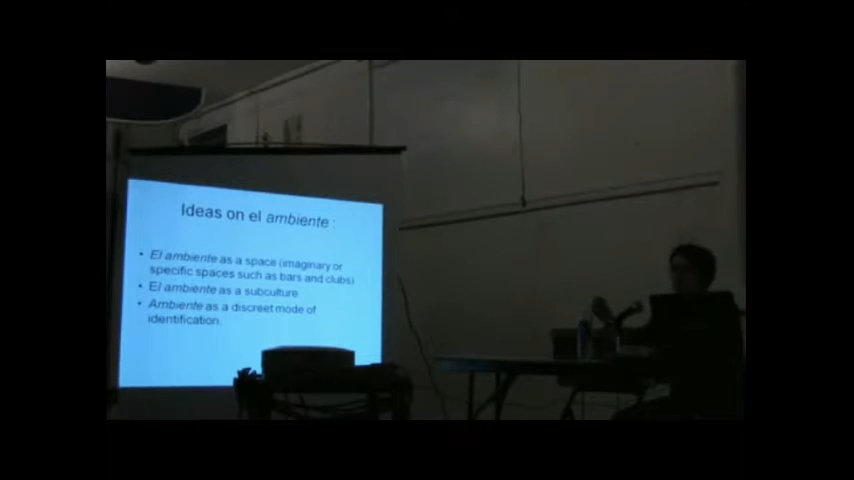 Ideas on el ambiente :
• El ambiente as a space (imaginary or
specific spaces such as bars and clubs)
• El ambiente as a subculture
• Ambiente as a discreet mode of
identification.